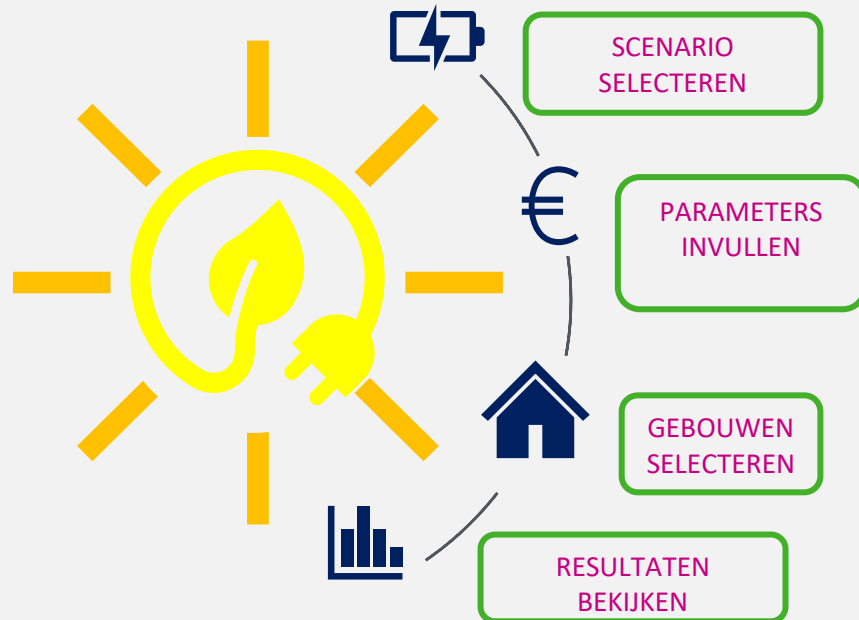 SCENARIO
SELECTEREN
PARAMETERS
INVULLEN
GEBOUWEN
SELECTEREN
RESULTATEN
BEKIJKEN